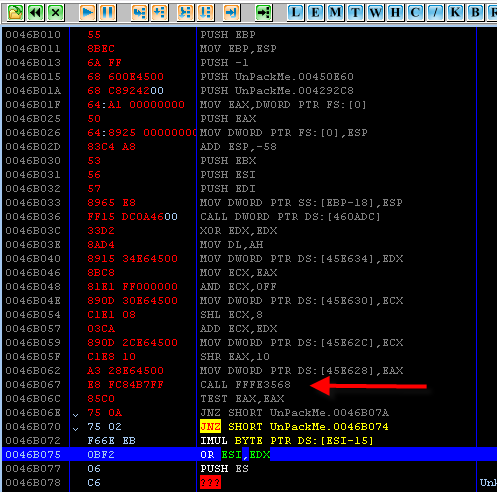 L E M T W H C / K B R
0046B010 55 PUSH EBP
0046B011 8BEC MOV EBP,ESP
0046B013 6A FF PUSH -1
0046B015 68 600E4500 PUSH UnPackMe.00450E60
0046B01A 68 C8924200 PUSH UnPackMe.004292C8
0046B01F 64:A1 00000000 MOV EAX,DWORD PTR FS:[0]
0046B025 50 PUSH EAX
0046B026 64:8925 00000000 MOV DWORD PTR FS:[0],ESP
0046B02D 83C4 A8 ADD ESP,-58
0046B030 53 PUSH EBX
0046B031 56 PUSH ESI
0046B032 57 PUSH EDI
0046B033 8965 E8 MOV DWORD PTR SS:[EBP-18],ESP
0046B036 FF15 DC0A4600 CALL DWORD PTR DS:[460ADC]
0046B03C 33D2 XOR EDX,EDX
0046B03E 8AD4 MOV DL,AH
0046B040 8915 34E64500 MOV DWORD PTR DS:[45E634],EDX
0046B046 8BC8 MOV ECX,EAX
0046B048 81E1 FF000000 AND ECX,0FF
0046B04E 890D 30E64500 MOV DWORD PTR DS:[45E630],ECX
0046B054 C1E1 08 SHL ECX,8
0046B057 03CA ADD ECX,EDX
0046B059 890D 2CE64500 MOV DWORD PTR DS:[45E62C],ECX
0046B05F C1E8 10 SHR EAX,10
0046B062 A3 28E64500 MOV DWORD PTR DS:[45E628],EAX
0046B067 E8 FC84B7FF CALL FFFE3568
0046B06C 85C0 TEST EAX,EAX
0046B06E 75 0A JNZ SHORT UnPackMe.0046B07A
0046B070 75 02 JNZ SHORT UnPackMe.0046B074
0046B072 F66E EB IMUL BYTE PTR DS:[ESI-15]
0046B075 0BF2 OR ESI,EDX
0046B077 06 PUSH ES
0046B078 C6 ??? Un